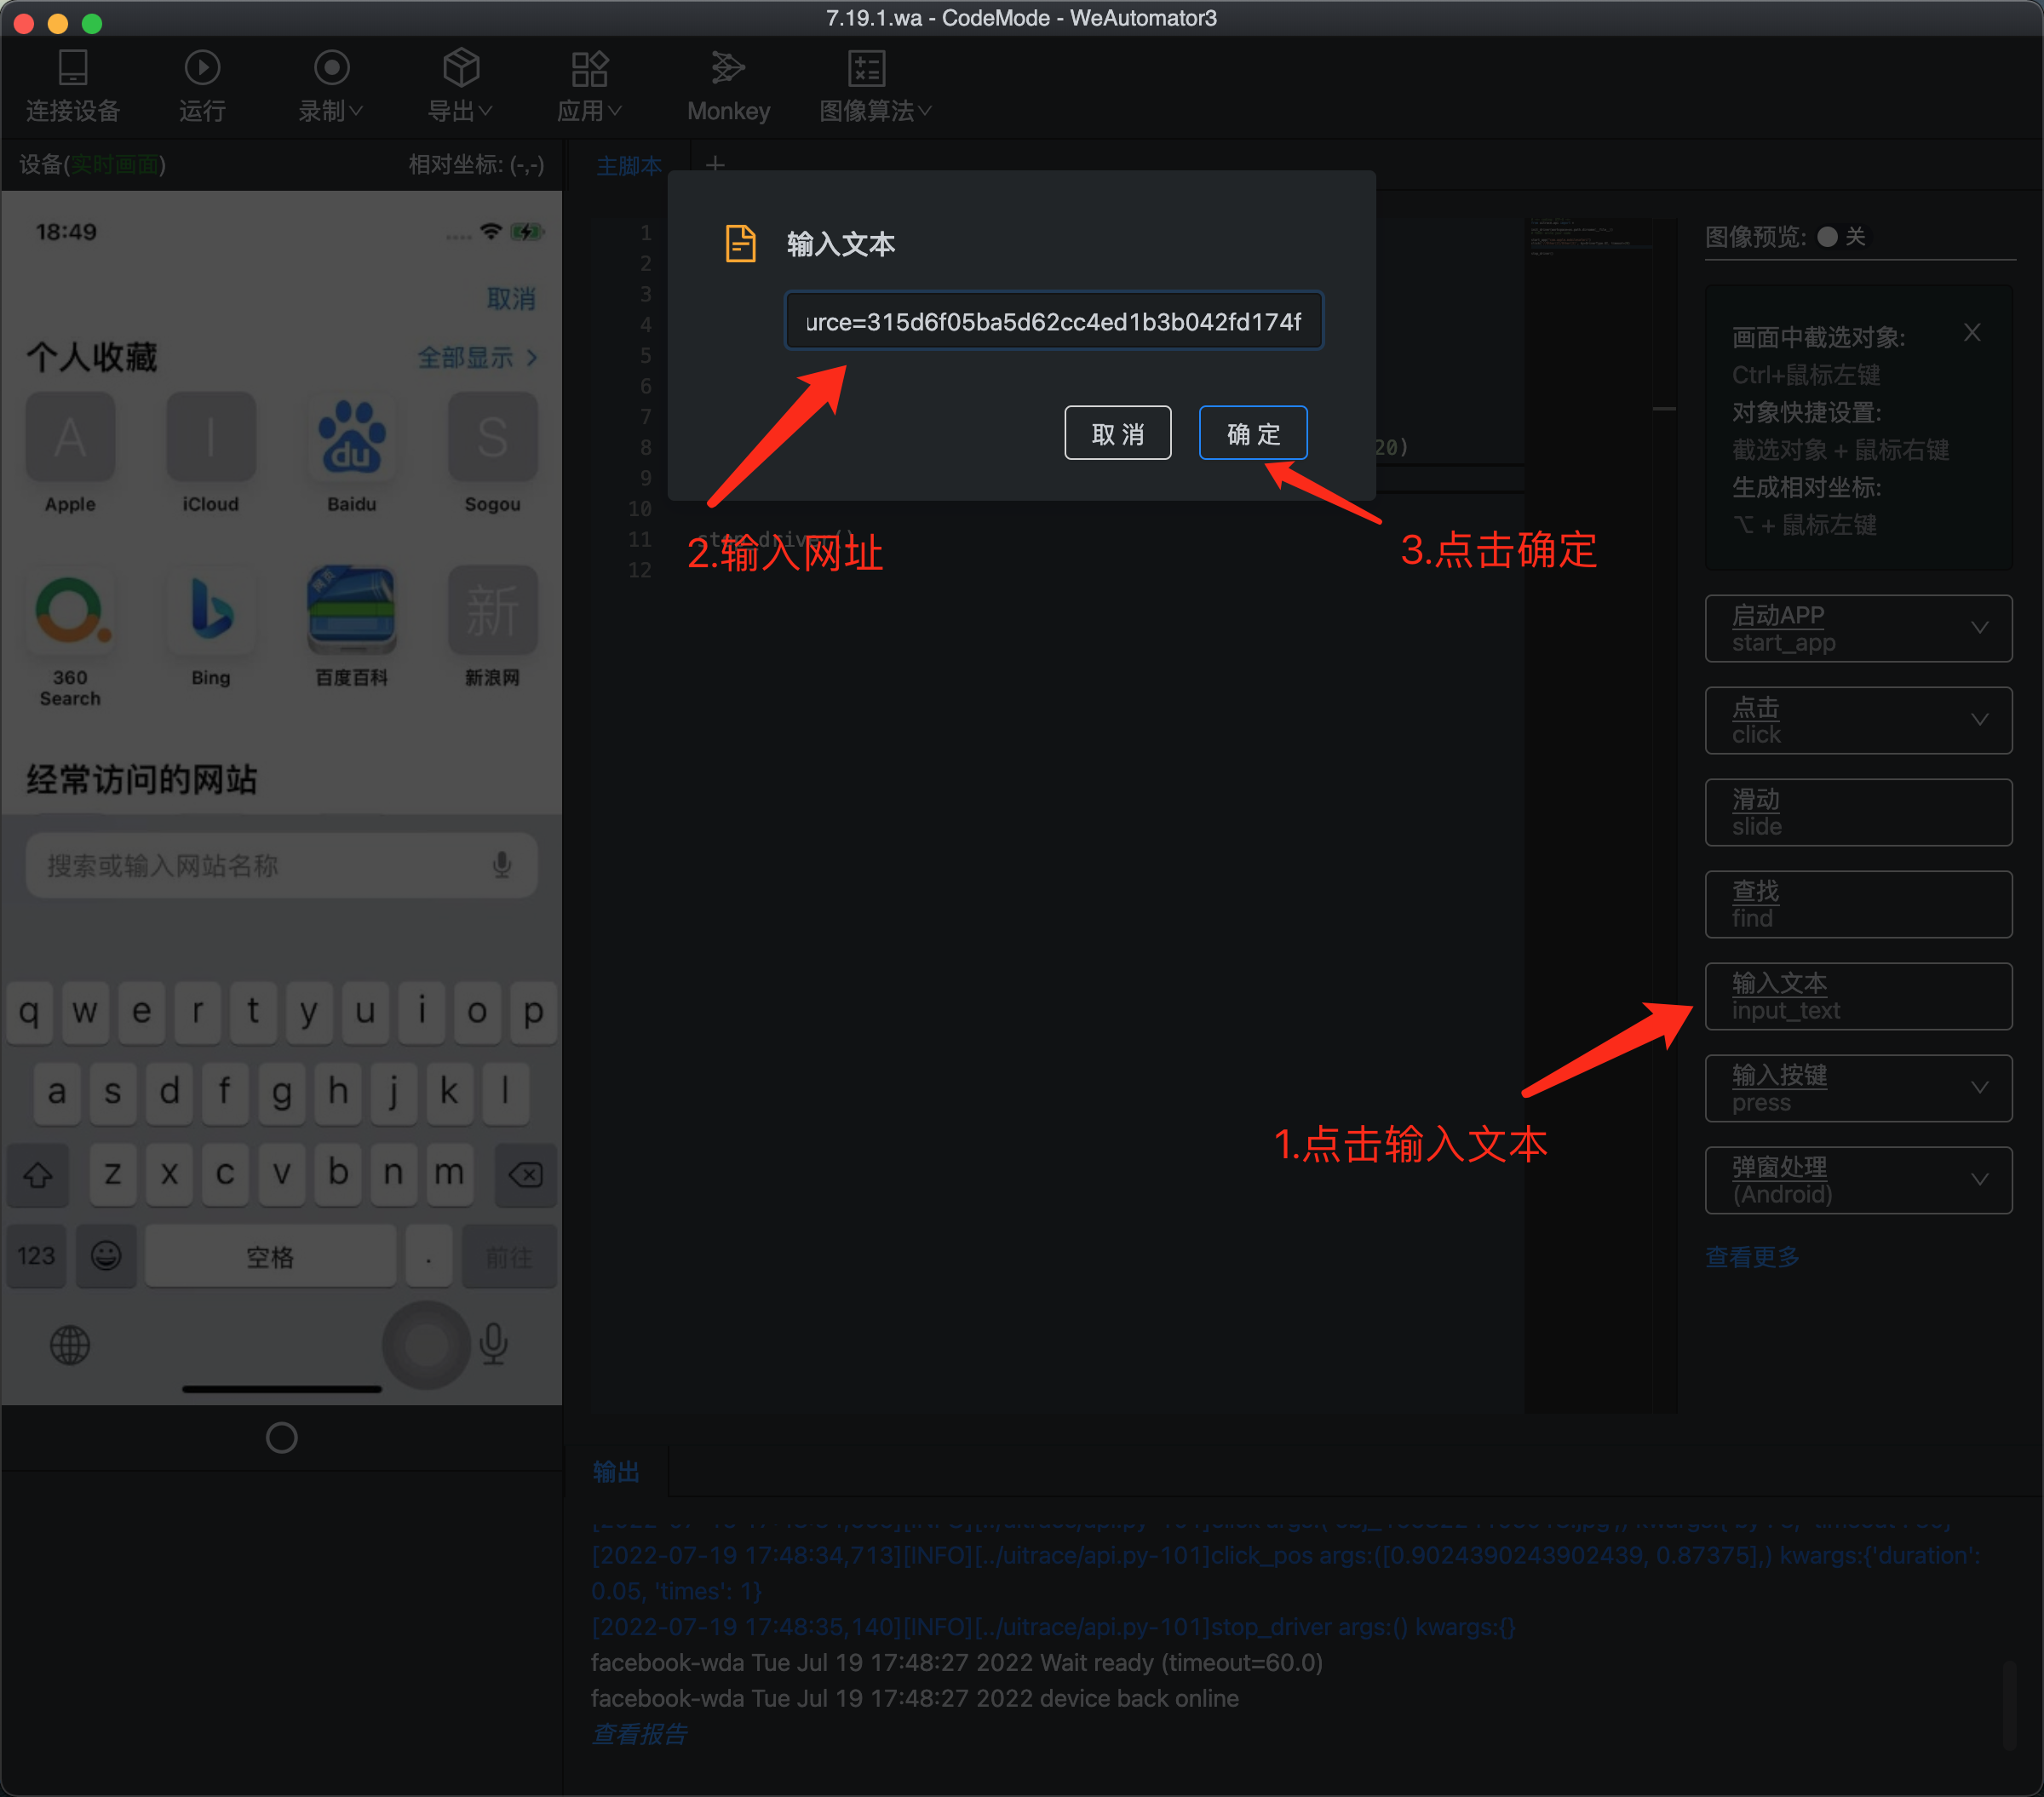 7.19.1.wa - CodeMode - WeAutomator3
连接设备
运行
录制
导出
应用
Monkey
图像算法
设备(实时画面)
相对坐标: (-,-)
主脚本
+
18:49
取消
个人收藏
全部显示 >
A
I
du
S
Apple
iCloud
Baidu
Sogou
网页
新
360
Search
Bing
百度百科
新浪网
经常访问的网站
搜索或输入网站名称
q w e r t y u i o p
a s d f g h j k l
z x c v b n m
123
空格
.
前往
1
2
3
4
5
6
7
8
20)
9
10
11
stop_driver()
12
输入文本
urce=315d6f05ba5d62cc4ed1b3b042fd174f
取 消
确 定
2.输入网址
3.点击确定
1.点击输入文本
图像预览:
关
画面中截选对象:
X
Ctrl+鼠标左键
对象快捷设置:
截选对象 + 鼠标右键
生成相对坐标:
⌥ + 鼠标左键
启动APP
start_app
点击
click
滑动
slide
查找
find
输入文本
input_text
输入按键
press
弹窗处理
(Android)
查看更多
输出
[2022-07-19 17:48:34,713][INFO][../uitrace/api.py-101]click_pos args:([0.9024390243902439, 0.87375],) kwargs:{'duration':
0.05, 'times': 1}
[2022-07-19 17:48:35,140][INFO][../uitrace/api.py-101]stop_driver args:() kwargs:{}
facebook-wda Tue Jul 19 17:48:27 2022 Wait ready (timeout=60.0)
facebook-wda Tue Jul 19 17:48:27 2022 device back online
查看报告